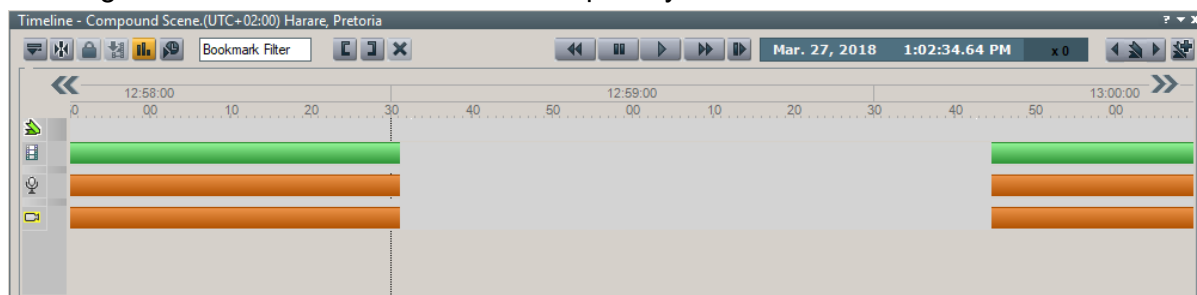 Timeline - Compound Scene.(UTC+02:00) Harare, Pretoria
Bookmark Filter Mar. 27, 2018 1:02:34.64 PM x 0
12:58:00 12:59:00 13:00:00
00 10 20 30 40 50 00 10 20 30 40 50 00